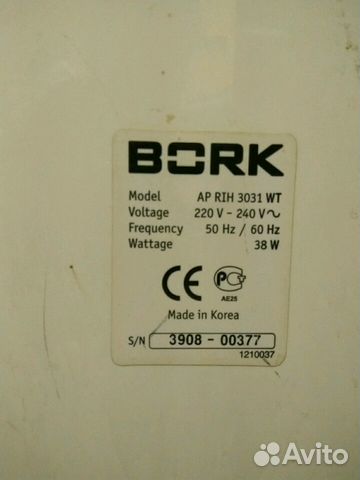 BORK
Model AP RIH 3031 WT
Voltage 220 V - 240 V~
Frequency 50 Hz / 60 Hz
Wattage 38 W
CE PCT
AE25
Made in Korea
S/N 3908 - 00377
1210037
Avito